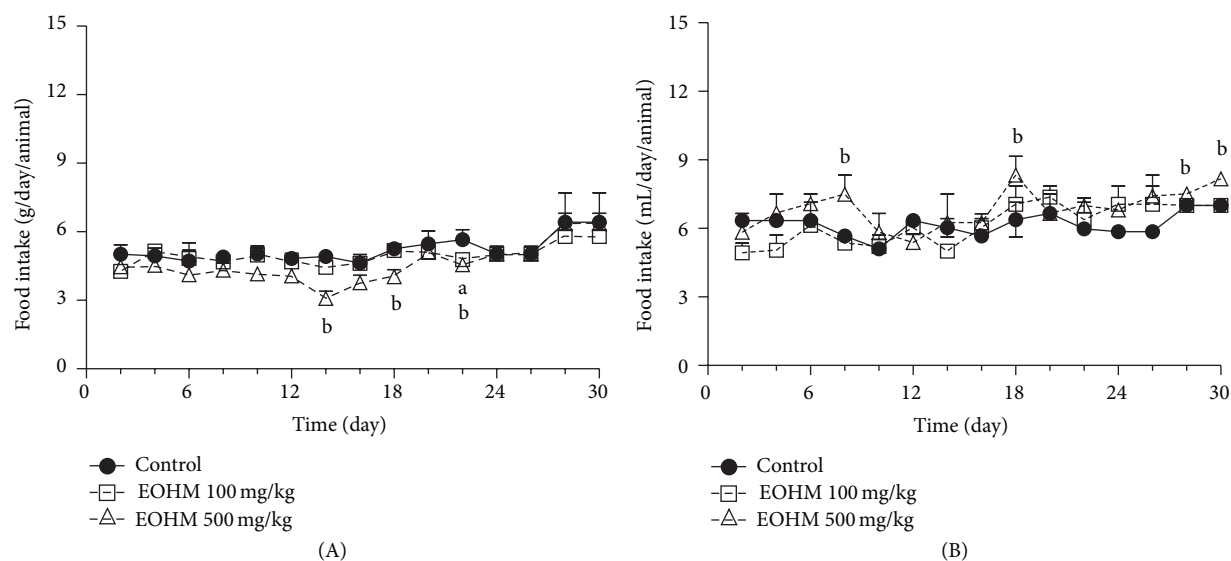 15
12
9
6
3
0
Food intake (g/day/animal)
b
b
a
b
0 6 12 18 24 30
Time (day)
Control
EOHM 100 mg/kg
EOHM 500 mg/kg
(A)
15
12
9
6
3
0
Food intake (mL/day/animal)
b
b
b
b
0 6 12 18 24 30
Time (day)
Control
EOHM 100 mg/kg
EOHM 500 mg/kg
(B)